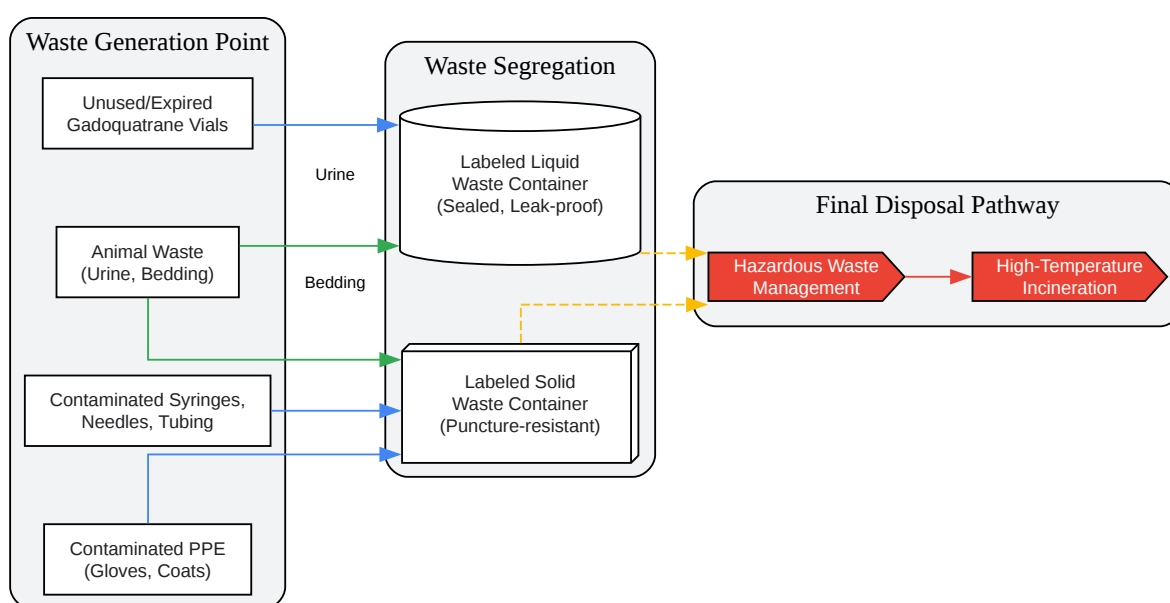 Waste Generation Point
Unused/Expired
Gadoquatrane Vials
Animal Waste
(Urine, Bedding)
Contaminated Syringes,
Needles, Tubing
Contaminated PPE
(Gloves, Coats)
Urine
Bedding
Waste Segregation
Labeled Liquid
Waste Container
(Sealed, Leak-proof)
Labeled Solid
Waste Container
(Puncture-resistant)
Final Disposal Pathway
Hazardous Waste
Management
High-Temperature
Incineration